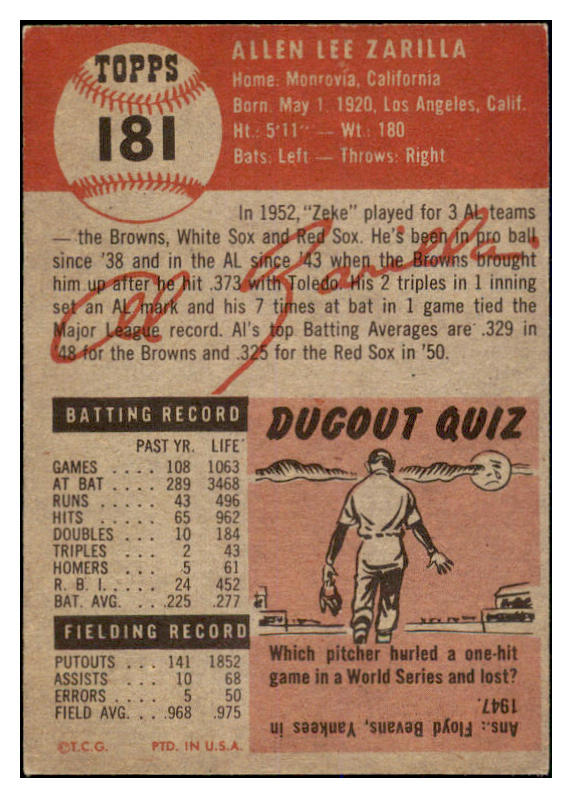 TOPPS
181
ALLEN LEE ZARILLA
Home: Monrovia, California
Born. May 1. 1920, Los Angeles, Calif.
Ht.: 5'11" — Wt.: 180
Bats: Left — Throws: Right
In 1952, "Zeke" played for 3 AL teams
— the Browns, White Sox and Red Sox. He's been in pro ball
since '38 and in the AL since '43 when the Browns brought
him up after he hit .373 with Toledo. His 2 triples in 1 inning
set an AL mark and his 7 times at bat in 1 game tied the
Major League record. Al's top Batting Averages are .329 in
'48 for the Browns and .325 for the Red Sox in '50.
Al Zarilla
BATTING RECORD
PAST YR. LIFE
GAMES .... 108 1063
AT BAT .... 289 3468
RUNS .... 43 496
HITS .... 65 962
DOUBLES ... 10 184
TRIPLES ... 2 43
HOMERS ... 5 61
R. B. I. .... 24 452
BAT. AVG. ... .225 .277
FIELDING RECORD
PUTOUTS ... 141 1852
ASSISTS ... 10 68
ERRORS ... 5 50
FIELD AVG. .. .968 .975
©T.C.G. PTD. IN U.S.A.
DUGOUT QUIZ
Which pitcher hurled a one-hit
game in a World Series and lost?
Ans.: Floyd Bevans, Yankees, in
1947.